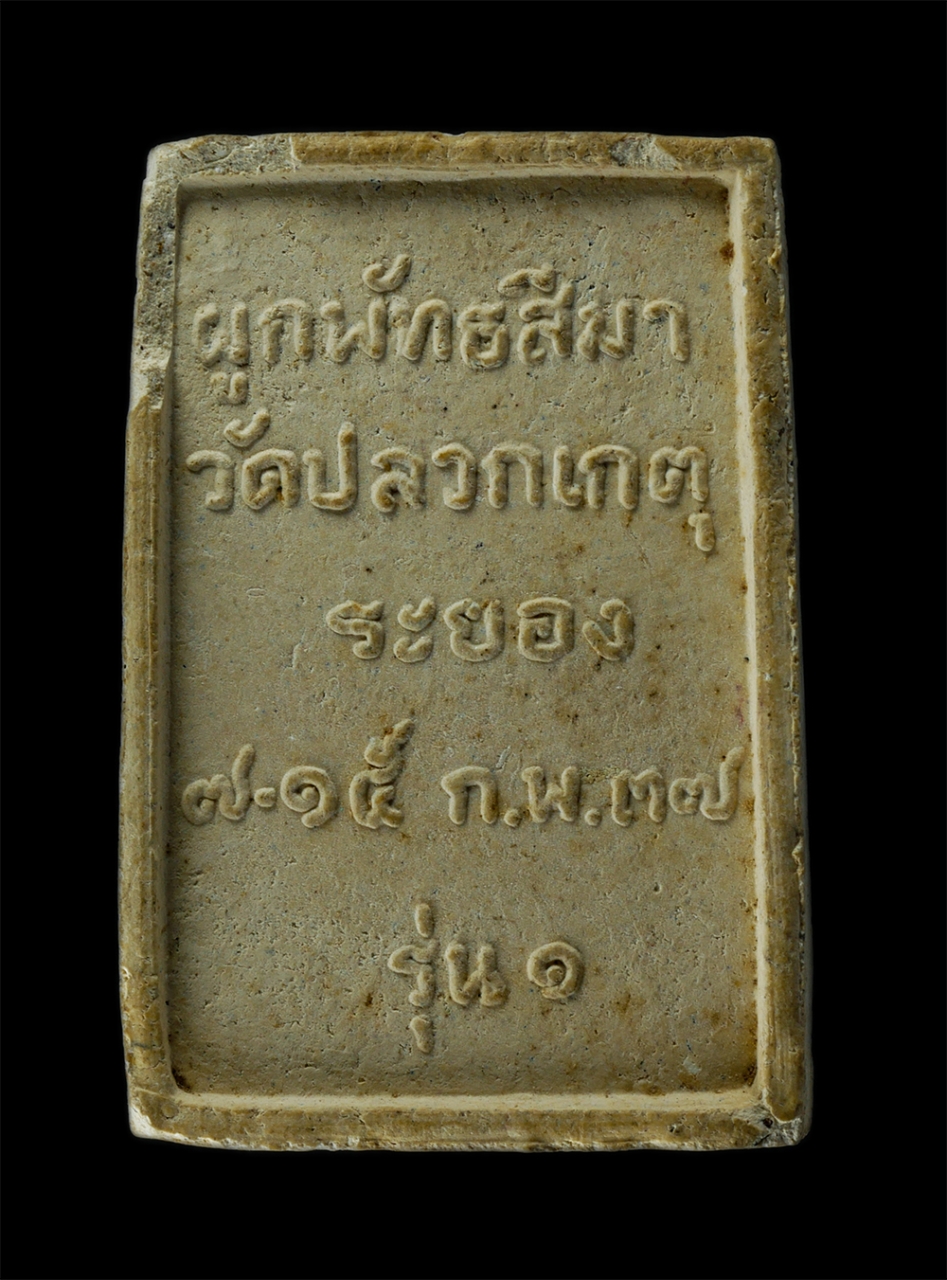 ผูกพัทธสีมา
วัดปลวกเกตุ
ระยอง
๗-๑๕ ก.พ.๓๗
รุ่น ๑